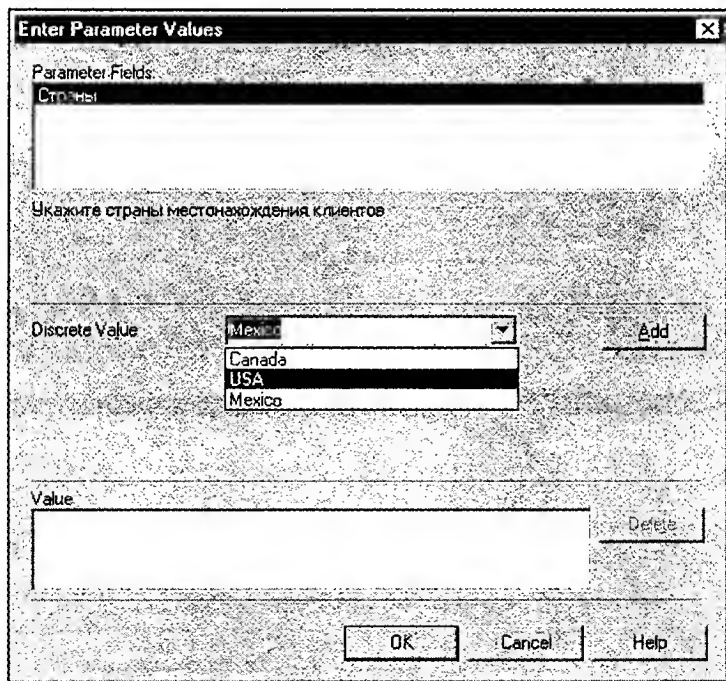 Enter Parameter Values
Parameter Fields:
Страны
Укажите страны местонахождения клиентов
Discrete Value
Mexico
Add
Canada
USA
Mexico
Value
Delete
OK
Cancel
Help